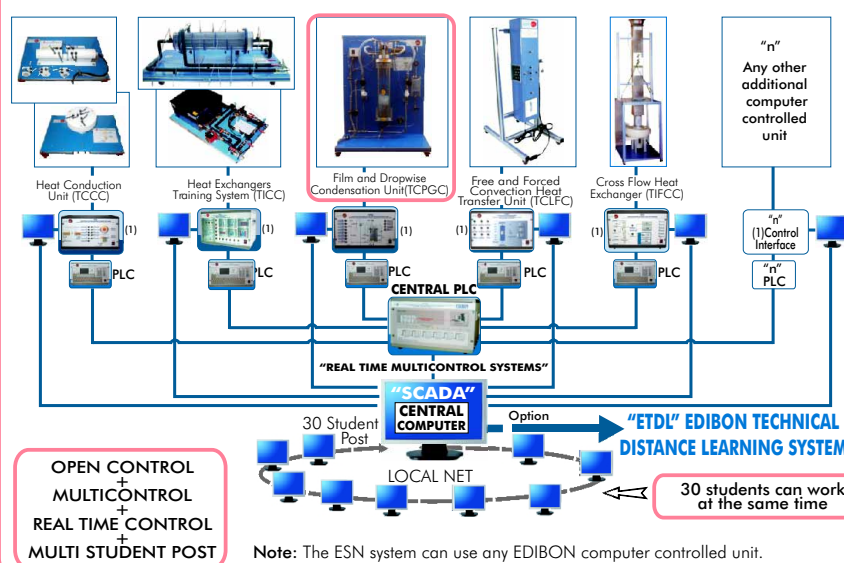 "n"
Any other
additional
computer
controlled
unit
Heat Conduction
Unit (TCCC)
Heat Exchangers
Training System (TICC)
Film and Dropwise
Condensation Unit(TCPGC)
Free and Forced
Convection Heat
Transfer Unit (TCLFC)
Cross Flow Heat
Exchanger (TIFCC)
(1)
(1)
(1)
(1)
(1)
"n"
(1)Control
Interface
PLC
PLC
PLC
PLC
PLC
"n"
PLC
CENTRAL PLC
"REAL TIME MULTICONTROL SYSTEMS"
"SCADA"
CENTRAL
COMPUTER
30 Student
Post
Option
"ETDL" EDIBON TECHNICAL
DISTANCE LEARNING SYSTEM
LOCAL NET
OPEN CONTROL
+
MULTICONTROL
+
REAL TIME CONTROL
+
MULTI STUDENT POST
30 students can work
at the same time
Note: The ESN system can use any EDIBON computer controlled unit.